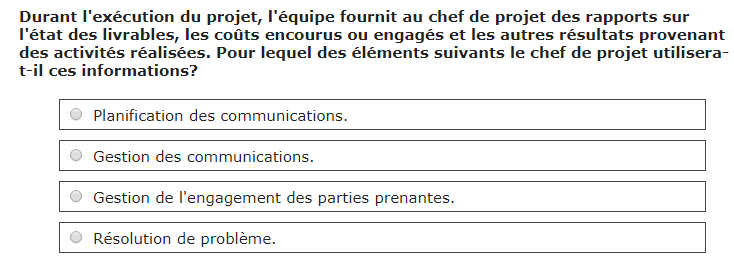 Durant l'exécution du projet, l'équipe fournit au chef de projet des rapports sur
l'état des livrables, les coûts encourus ou engagés et les autres résultats provenant
des activités réalisées. Pour lequel des éléments suivants le chef de projet utilisera-
t-il ces informations?
Planification des communications.
Gestion des communications.
Gestion de l'engagement des parties prenantes.
Résolution de problème.